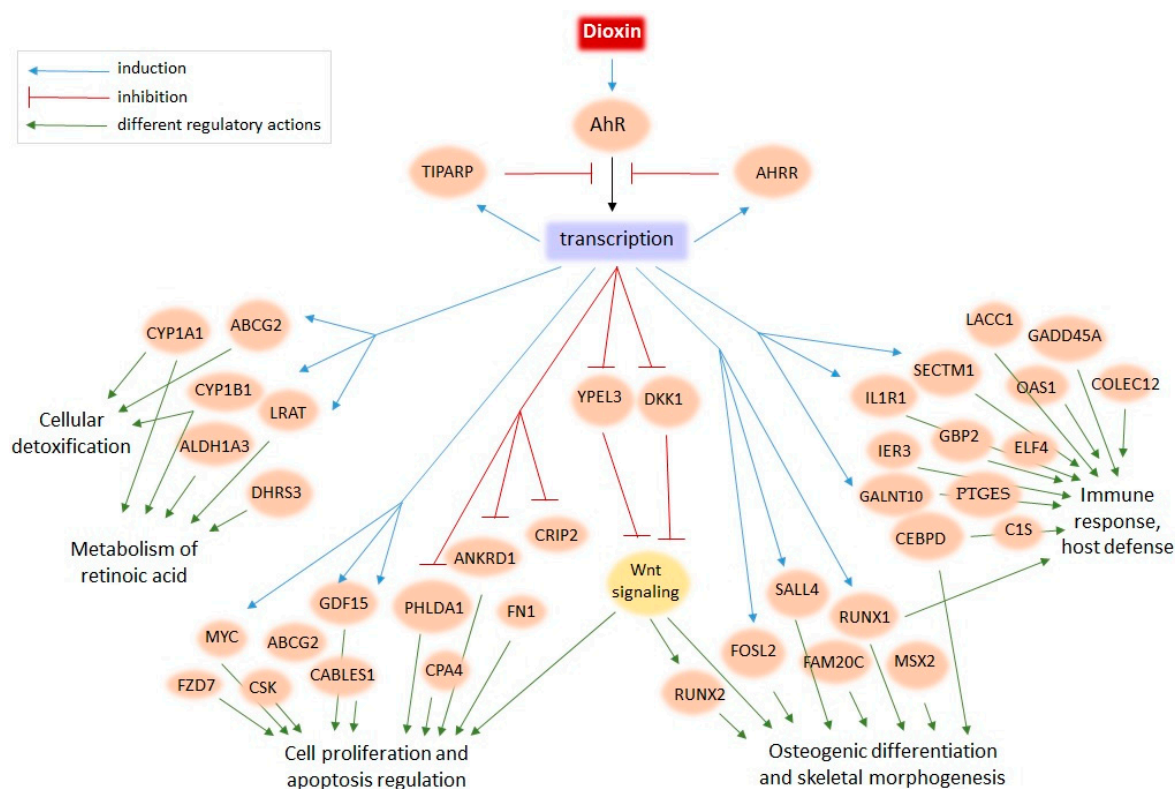 Dioxin
induction
inhibition
different regulatory actions
AhR
TIPARP
AHRR
transcription
CYP1A1
ABCG2
CYP1B1
LRAT
Cellular
detoxification
ALDH1A3
DHRS3
Metabolism of
retinoic acid
YPEL3
DKK1
LACC1
GADD45A
SECTM1
OAS1
COLEC12
IL1R1
GBP2
ELF4
IER3
GALNT10
PTGES
CEBPD
C1S
Immune
response,
host defense
CRIP2
ANKRD1
Wnt
signaling
GDF15
PHLDA1
FN1
SALL4
RUNX1
MYC
ABCG2
FOSL2
FAM20C
MSX2
FZD7
CSK
CABLES1
CPA4
RUNX2
Cell proliferation and
apoptosis regulation
Osteogenic differentiation
and skeletal morphogenesis